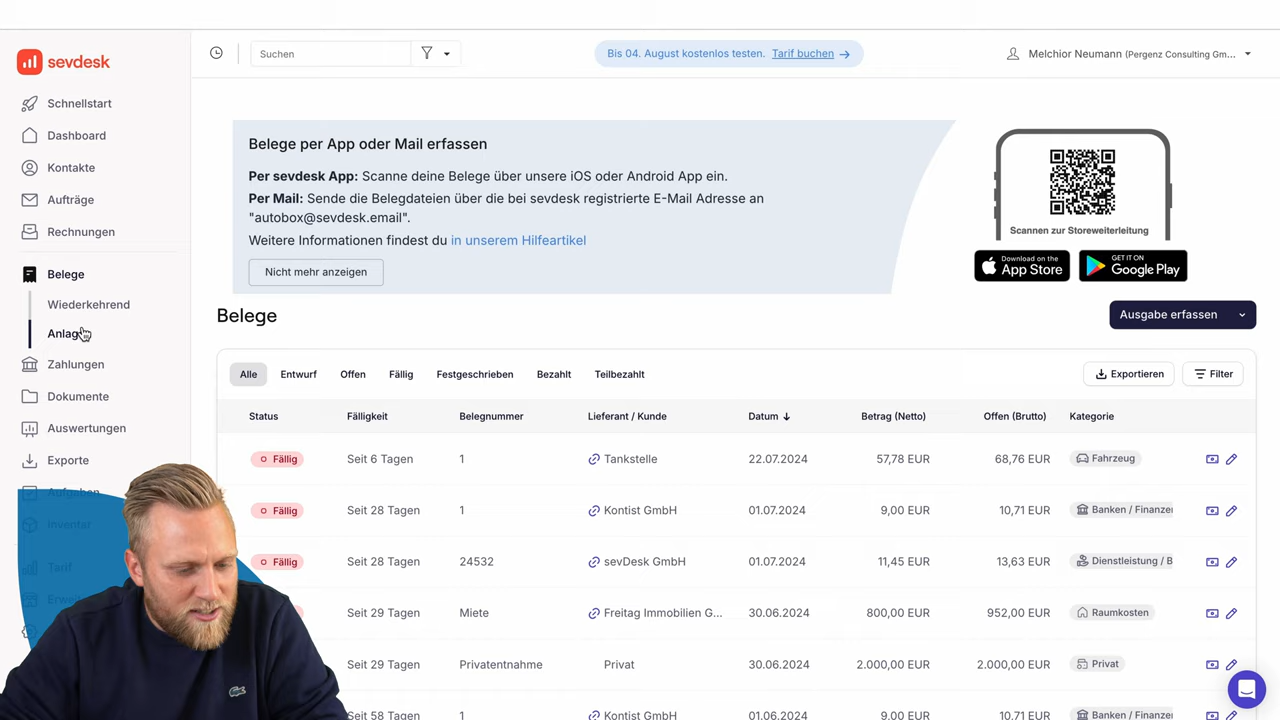 sevdesk
Suchen
Bis 04. August kostenlos testen. Tarif buchen →
Melchior Neumann (Pergenz Consulting Gm...
Schnellstart
Dashboard
Kontakte
Aufträge
Rechnungen
Belege
Wiederkehrend
Zahlungen
Dokumente
Auswertungen
Exporte
Aufgaben
Inventar
Tarif
Belege per App oder Mail erfassen
Per sevdesk App: Scanne deine Belege über unsere iOS oder Android App ein.
Per Mail: Sende die Belegdateien über die bei sevdesk registrierte E-Mail Adresse an
"autobox@sevdesk.email".
Weitere Informationen findest du in unserem Hilfeartikel
Nicht mehr anzeigen
Scannen zur Storeweiterleitung
Download on the
App Store
GET IT ON
Google Play
Belege
Ausgabe erfassen
Alle Entwurf Offen Fällig Festgeschrieben Bezahlt Teilbezahlt Exportieren Filter
Status Fälligkeit Belegnummer Lieferant / Kunde Datum ↓ Betrag (Netto) Offen (Brutto) Kategorie
Fällig Seit 6 Tagen 1 Tankstelle 22.07.2024 57,78 EUR 68,76 EUR Fahrzeug
Fällig Seit 28 Tagen 1 Kontist GmbH 01.07.2024 9,00 EUR 10,71 EUR Banken / Finanzen
Fällig Seit 28 Tagen 24532 sevDesk GmbH 01.07.2024 11,45 EUR 13,63 EUR Dienstleistung / B
Seit 29 Tagen Miete Freitag Immobilien G... 30.06.2024 800,00 EUR 952,00 EUR Raumkosten
Seit 29 Tagen Privatentnahme Privat 30.06.2024 2.000,00 EUR 2.000,00 EUR Privat
Seit 58 Tagen 1 Kontist GmbH 01.06.2024 9,00 EUR 10,71 EUR Banken / Finanzen